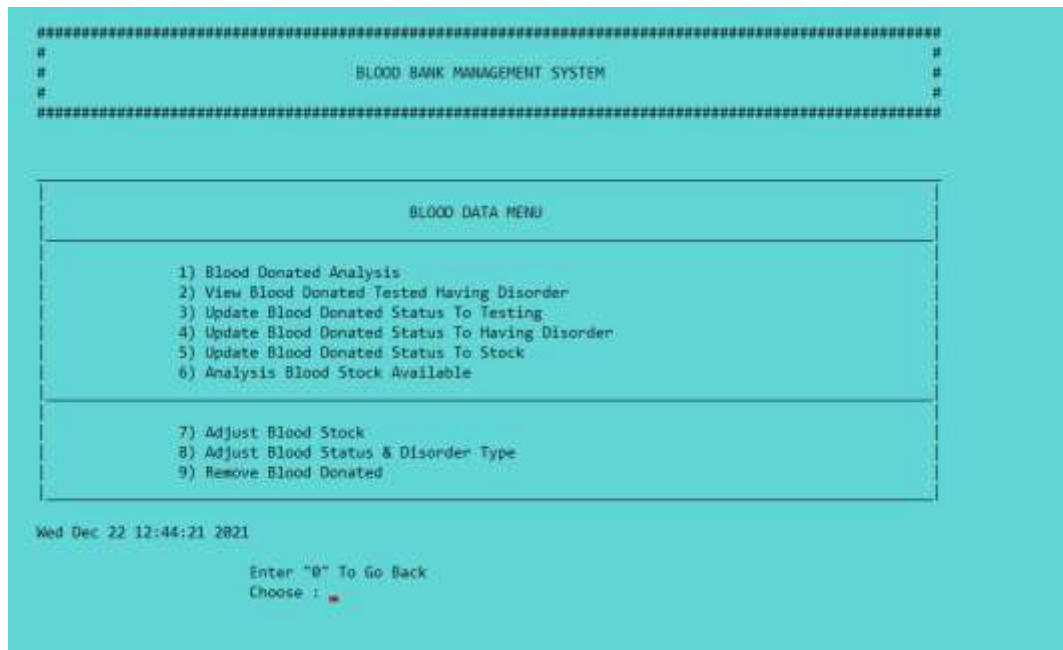 ####################################################################################################
# #
# BLOOD BANK MANAGEMENT SYSTEM #
# #
####################################################################################################
BLOOD DATA MENU
1) Blood Donated Analysis
2) View Blood Donated Tested Having Disorder
3) Update Blood Donated Status To Testing
4) Update Blood Donated Status To Having Disorder
5) Update Blood Donated Status To Stock
6) Analysis Blood Stock Available
7) Adjust Blood Stock
8) Adjust Blood Status & Disorder Type
9) Remove Blood Donated
Wed Dec 22 12:44:21 2021
Enter "0" To Go Back
Choose :